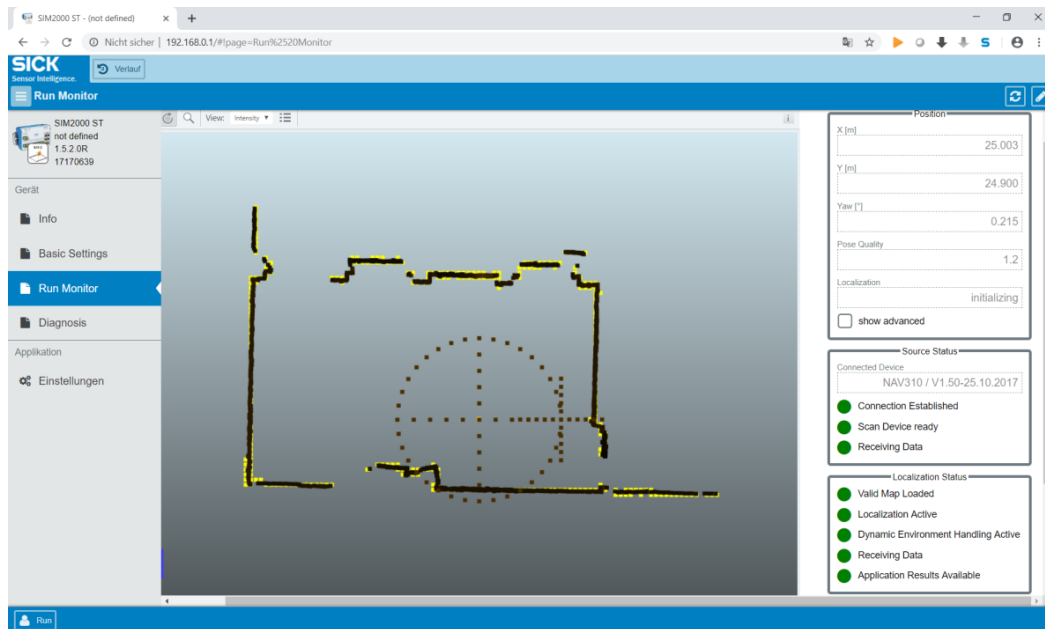 SIM2000 ST - (not defined)
Nicht sicher | 192.168.0.1/#!page=Run%2520Monitor
SICK
Sensor Intelligence.
Verlauf
Run Monitor
SIM2000 ST
not defined
1.5.2.0R
17170639
View: Intensity
Gerät
Info
Basic Settings
Run Monitor
Diagnosis
Applikation
Einstellungen
Position
X [m]
25.003
Y [m]
24.900
Yaw [°]
0.215
Pose Quality
1.2
Localization
initializing
show advanced
Source Status
Connected Device
NAV310 / V1.50-25.10.2017
Connection Established
Scan Device ready
Receiving Data
Localization Status
Valid Map Loaded
Localization Active
Dynamic Environment Handling Active
Receiving Data
Application Results Available
Run